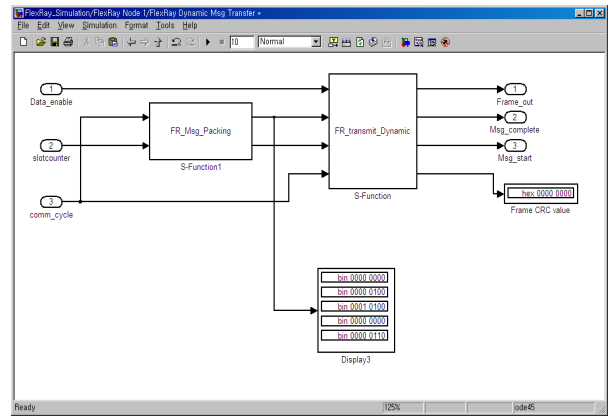 FlexRay_Simulation/FlexRay Node 1/FlexRay Dynamic Msg Transter *
File Edit View Simulation Format Tools Help
10 Normal
1
Data_enable
2
slotcounter
3
comm_cycle
FR_Msg_Packing
S-Function1
FR_transmit_Dynamic
S-Function
1
Frame_out
2
Msg_complete
3
Msg_start
hex 0000 0000
Frame CRC value
bin 0000 0000
bin 0000 0100
bin 0001 0100
bin 0000 0000
bin 0000 0110
Display3
Ready 125% ode45